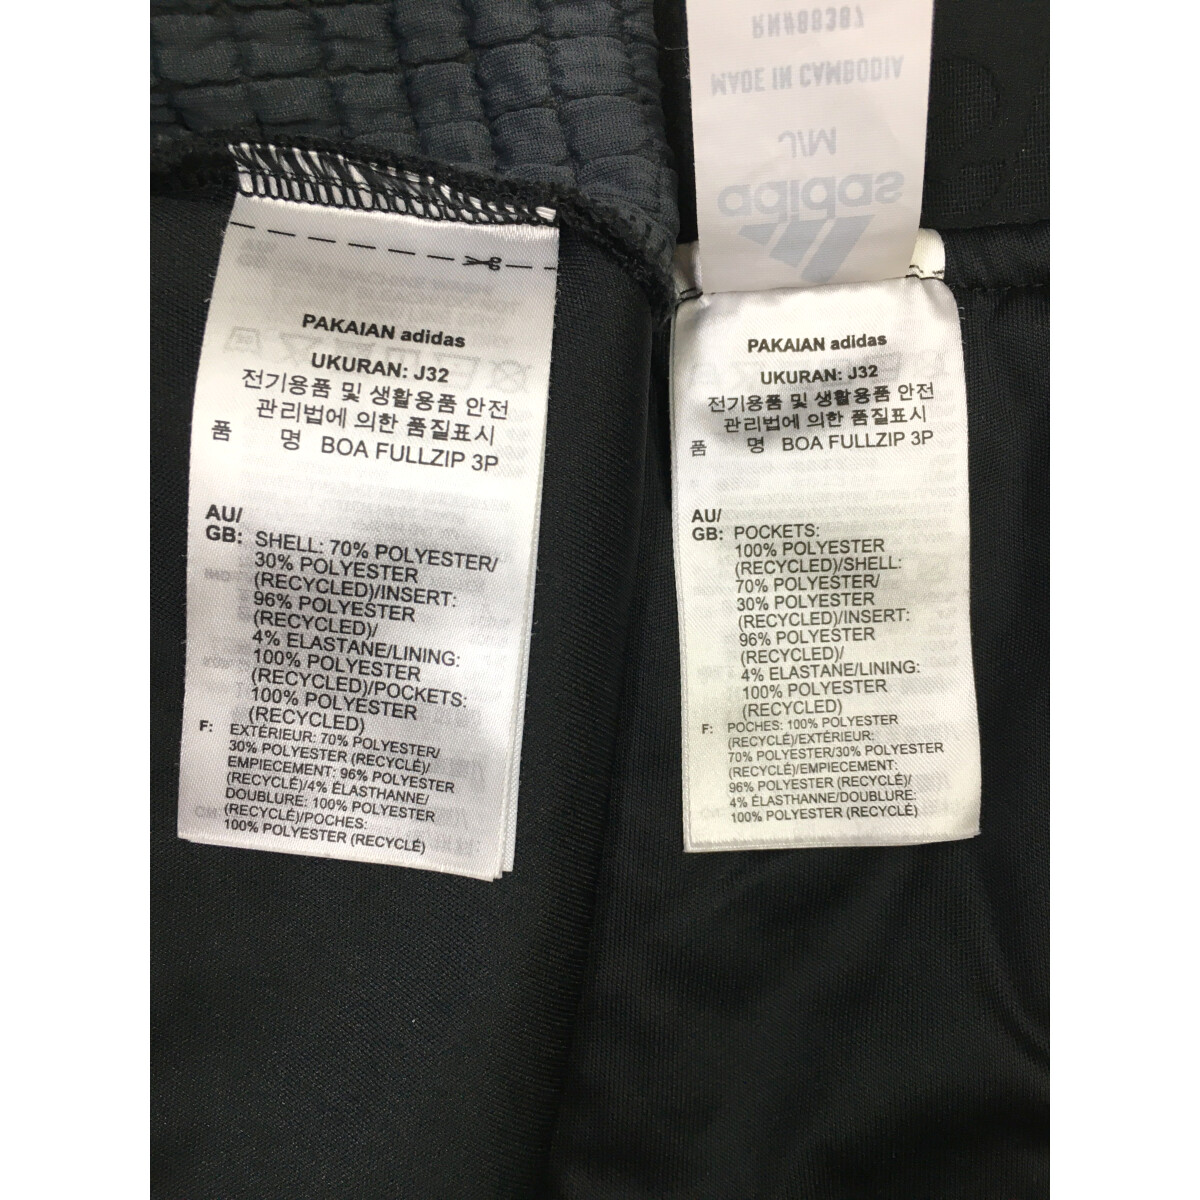 PAKAIAN adidas
UKURAN: J32
전기용품 및 생활용품 안전
관리법에 의한 품질표시
품 명 BOA FULLZIP 3P
AU/
GB: SHELL: 70% POLYESTER/
30% POLYESTER
(RECYCLED)/INSERT:
96% POLYESTER
(RECYCLED)/
4% ELASTANE/LINING:
100% POLYESTER
(RECYCLED)/POCKETS:
100% POLYESTER
(RECYCLED)
F: EXTÉRIEUR: 70% POLYESTER/
30% POLYESTER (RECYCLÉ)/
EMPIECEMENT: 96% POLYESTER
(RECYCLÉ)/4% ÉLASTHANNE/
DOUBLURE: 100% POLYESTER
(RECYCLÉ)/POCHES:
100% POLYESTER (RECYCLÉ)
RN#88387
MADE IN CAMBODIA
M/J
adidas
PAKAIAN adidas
UKURAN: J32
전기용품 및 생활용품 안전
관리법에 의한 품질표시
품 명 BOA FULLZIP 3P
AU/
GB: POCKETS:
100% POLYESTER
(RECYCLED)/SHELL:
70% POLYESTER/
30% POLYESTER
(RECYCLED)/INSERT:
96% POLYESTER
(RECYCLED)/
4% ELASTANE/LINING:
100% POLYESTER
(RECYCLED)
F: POCHES: 100% POLYESTER
(RECYCLÉ)/EXTÉRIEUR:
70% POLYESTER/30% POLYESTER
(RECYCLÉ)/EMPIECEMENT:
96% POLYESTER (RECYCLÉ)/
4% ÉLASTHANNE/DOUBLURE:
100% POLYESTER (RECYCLÉ)